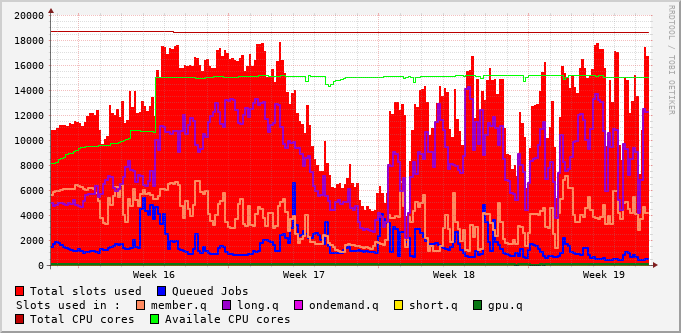 20000
18000
16000
14000
12000
10000
8000
6000
4000
2000
0
Week 16 Week 17 Week 18 Week 19
Total slots used Queued Jobs
Slots used in : member.q long.q ondemand.q short.q gpu.q
Total CPU cores Availale CPU cores
RRDTOOL / TOBI OETIKER